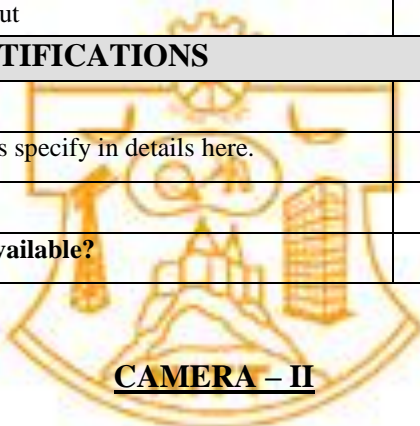 ut
TIFICATIONS
s specify in details here.
vailable?
CAMERA – II